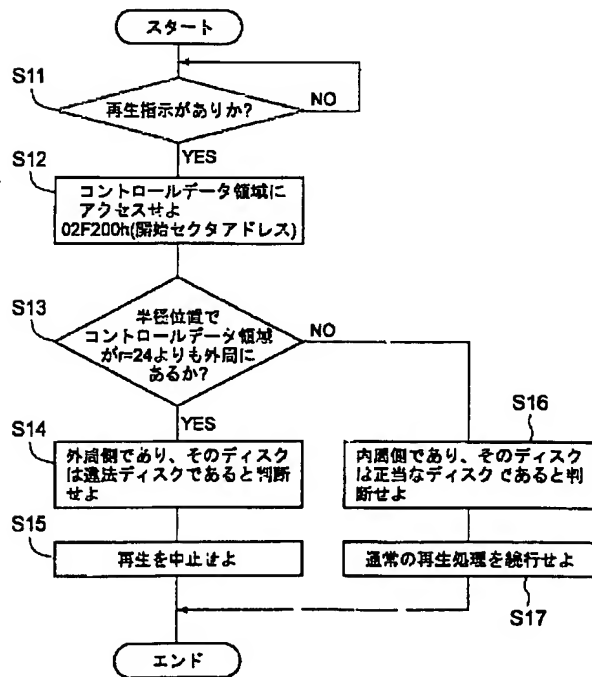 スタート
S11
再生指示がありか?
NO
YES
S12
コントロールデータ領域に
アクセスせよ
02F200h(開始セクタアドレス)
S13
半径位置で
コントロールデータ領域
がr=24よりも外周に
あるか?
NO
YES
S14
外周側であり、そのディスク
は違法ディスクであると判断
せよ
S16
内周側であり、そのディスク
は正当なディスクであると判
断せよ
S15
再生を中止せよ
通常の再生処理を続行せよ
S17
エンド